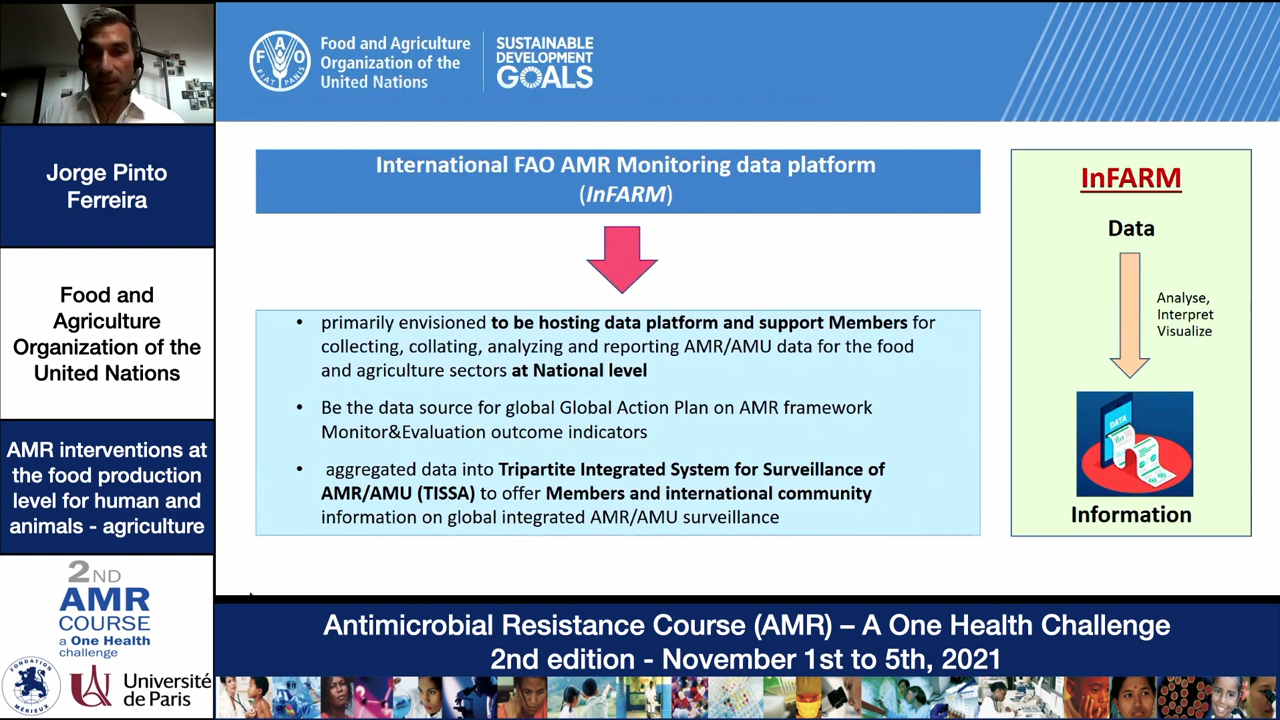 Jorge Pinto
Ferreira
Food and
Agriculture
Organization of the
United Nations
AMR interventions at
the food production
level for human and
animals - agriculture
2ND
AMR
COURSE
a One Health
challenge
FONDATION
MÉRIEUX
Université
de Paris
F A O
FIAT PANIS
Food and Agriculture
Organization of the
United Nations
SUSTAINABLE
DEVELOPMENT
GOALS
International FAO AMR Monitoring data platform
(InFARM)
• primarily envisioned to be hosting data platform and support Members for
collecting, collating, analyzing and reporting AMR/AMU data for the food
and agriculture sectors at National level
• Be the data source for global Global Action Plan on AMR framework
Monitor&Evaluation outcome indicators
• aggregated data into Tripartite Integrated System for Surveillance of
AMR/AMU (TISSA) to offer Members and international community
information on global integrated AMR/AMU surveillance
InFARM
Data
Analyse,
Interpret
Visualize
DATA
Information
Antimicrobial Resistance Course (AMR) – A One Health Challenge
2nd edition - November 1st to 5th, 2021